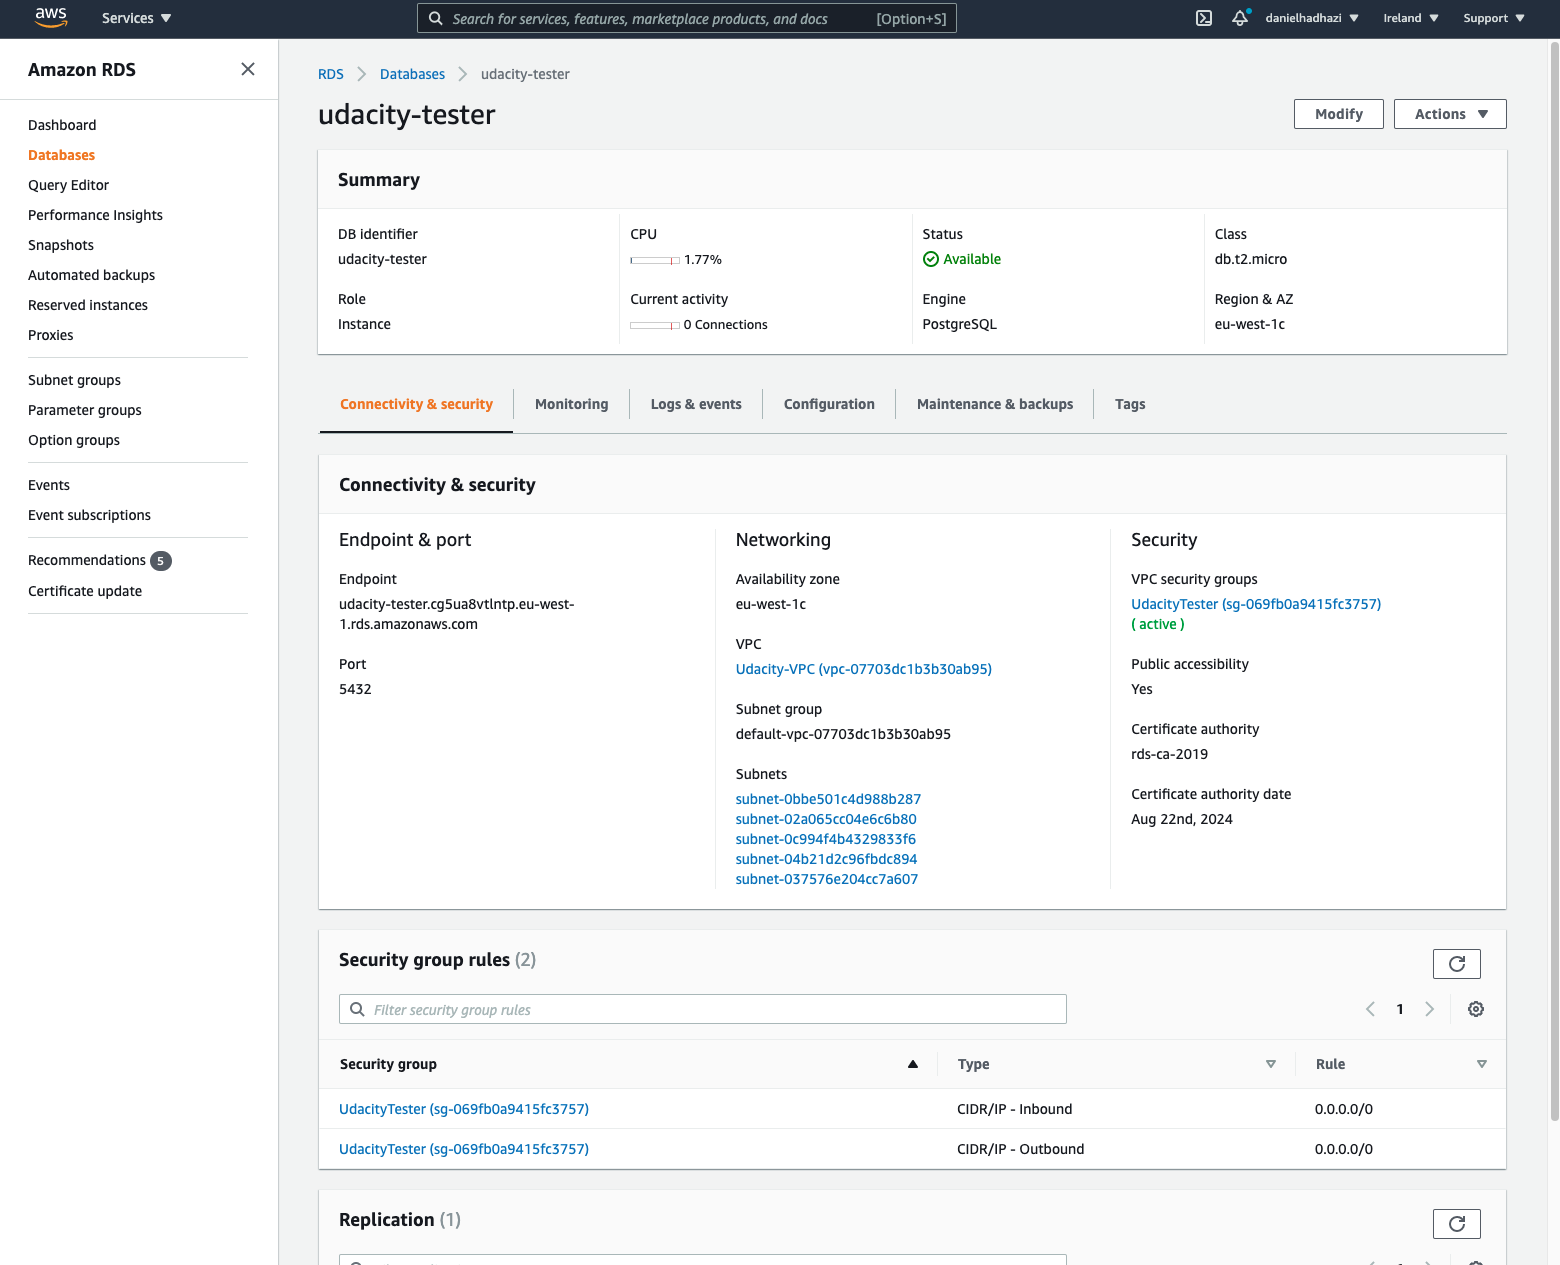 aws
Services
Search for services, features, marketplace products, and docs
[Option+S]
danielhadhazi
Ireland
Support
Amazon RDS
Dashboard
Databases
Query Editor
Performance Insights
Snapshots
Automated backups
Reserved instances
Proxies
Subnet groups
Parameter groups
Option groups
Events
Event subscriptions
Recommendations 5
Certificate update
RDS
Databases
udacity-tester
udacity-tester
Modify
Actions
Summary
DB identifier
udacity-tester
CPU
1.77%
Status
Available
Class
db.t2.micro
Role
Instance
Current activity
0 Connections
Engine
PostgreSQL
Region & AZ
eu-west-1c
Connectivity & security
Monitoring
Logs & events
Configuration
Maintenance & backups
Tags
Connectivity & security
Endpoint & port
Endpoint
udacity-tester.cg5ua8vtlntp.eu-west-
1.rds.amazonaws.com
Port
5432
Networking
Availability zone
eu-west-1c
VPC
Udacity-VPC (vpc-07703dc1b3b30ab95)
Subnet group
default-vpc-07703dc1b3b30ab95
Subnets
subnet-0bbe501c4d988b287
subnet-02a065cc04e6c6b80
subnet-0c994f4b4329833f6
subnet-04b21d2c96fbdc894
subnet-037576e204cc7a607
Security
VPC security groups
UdacityTester (sg-069fb0a9415fc3757)
( active )
Public accessibility
Yes
Certificate authority
rds-ca-2019
Certificate authority date
Aug 22nd, 2024
Security group rules (2)
Filter security group rules
1
Security group
Type
Rule
UdacityTester (sg-069fb0a9415fc3757)
CIDR/IP - Inbound
0.0.0.0/0
UdacityTester (sg-069fb0a9415fc3757)
CIDR/IP - Outbound
0.0.0.0/0
Replication (1)